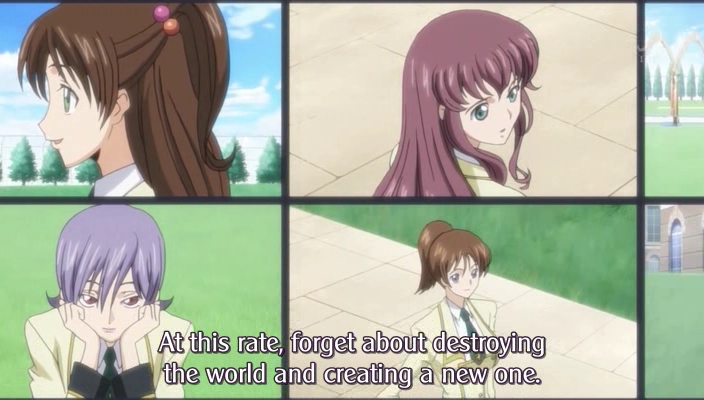 At this rate, forget about destroying
the world and creating a new one.